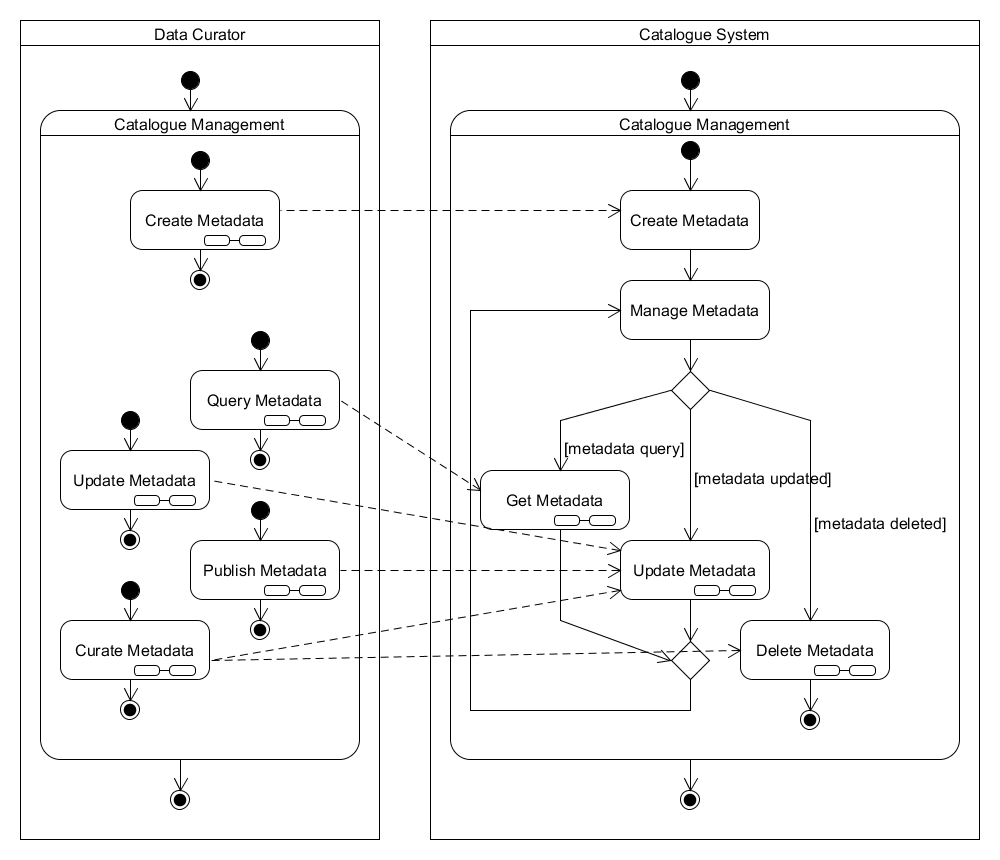 Data Curator
Catalogue Management
Create Metadata
Query Metadata
Update Metadata
Publish Metadata
Curate Metadata
Catalogue System
Catalogue Management
Create Metadata
Manage Metadata
[metadata query]
[metadata updated]
[metadata deleted]
Get Metadata
Update Metadata
Delete Metadata